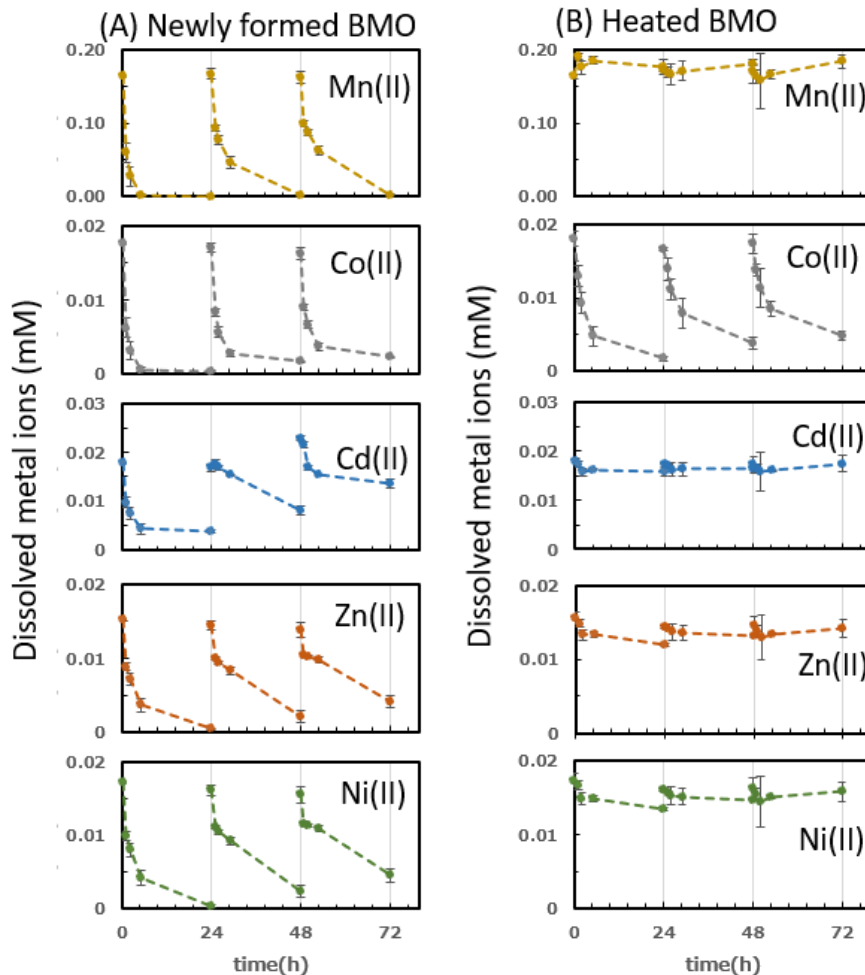 (A) Newly formed BMO
(B) Heated BMO
Dissolved metal ions (mM)
0.20
0.10
0.00
Mn(II)
0.02
0.01
0
Co(II)
0.03
0.02
0.01
0
Cd(II)
0.02
0.01
0
Zn(II)
0.02
0.01
0
Ni(II)
0 24 48 72
time(h)
Dissolved metal ions (mM)
0.20
0.10
0.00
Mn(II)
0.02
0.01
0
Co(II)
0.03
0.02
0.01
0
Cd(II)
0.02
0.01
0
Zn(II)
0.02
0.01
0
Ni(II)
0 24 48 72
time(h)